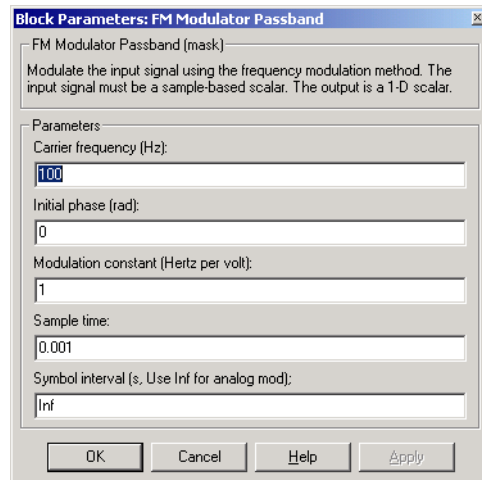 Block Parameters: FM Modulator Passband
FM Modulator Passband (mask)
Modulate the input signal using the frequency modulation method. The
input signal must be a sample-based scalar. The output is a 1-D scalar.
Parameters
Carrier frequency (Hz):
100
Initial phase (rad):
0
Modulation constant (Hertz per volt):
1
Sample time:
0.001
Symbol interval (s, Use Inf for analog mod);
Inf
OK Cancel Help Apply